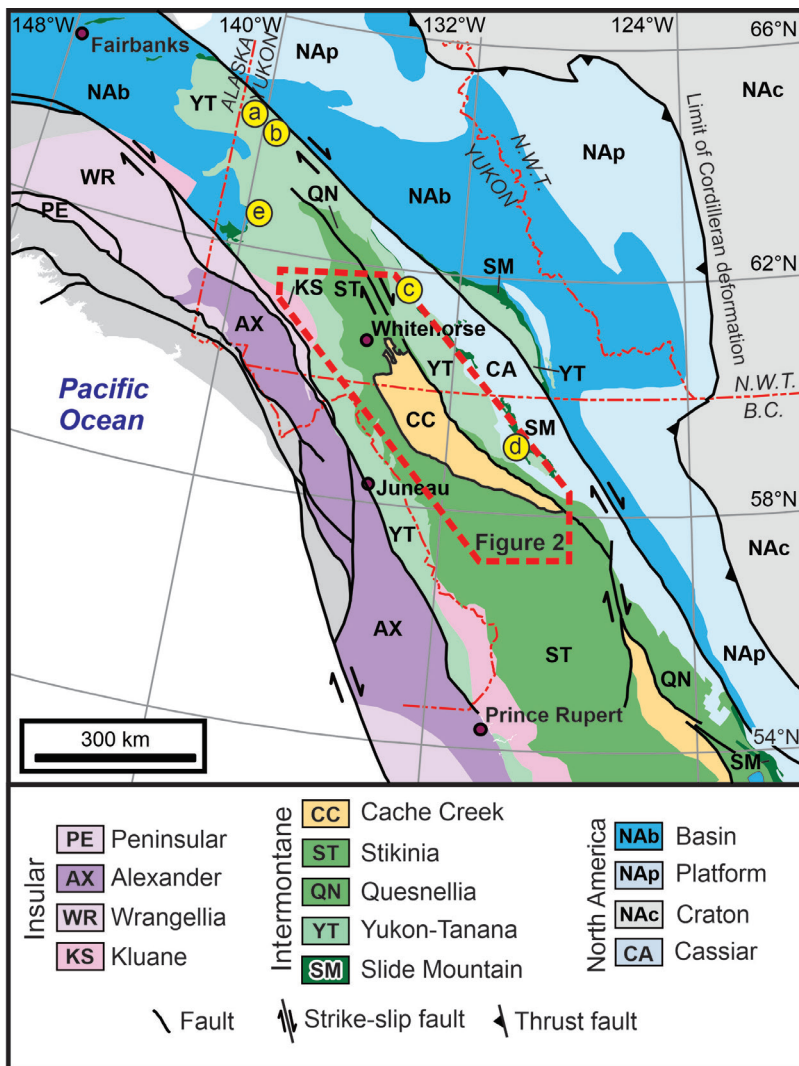 148°W
140°W
132°W
124°W
66°N
Fairbanks
ALASKA
YUKON
NAp
NAc
NAb
YT
a
b
Limit of Cordilleran deformation
N.W.T.
YUKON
NAp
WR
QN
NAb
PE
e
SM
62°N
KS
ST
c
AX
Whitehorse
YT
CA
YT
N.W.T.
B.C.
Pacific
Ocean
CC
SM
d
Juneau
58°N
YT
Figure 2
NAc
AX
ST
NAp
QN
Prince Rupert
54°N
300 km
SM
Insular
PE Peninsular
AX Alexander
WR Wrangellia
KS Kluane
Intermontane
CC Cache Creek
ST Stikinia
QN Quesnellia
YT Yukon-Tanana
SM Slide Mountain
North America
NAb Basin
NAp Platform
NAc Craton
CA Cassiar
Fault
Strike-slip fault
Thrust fault